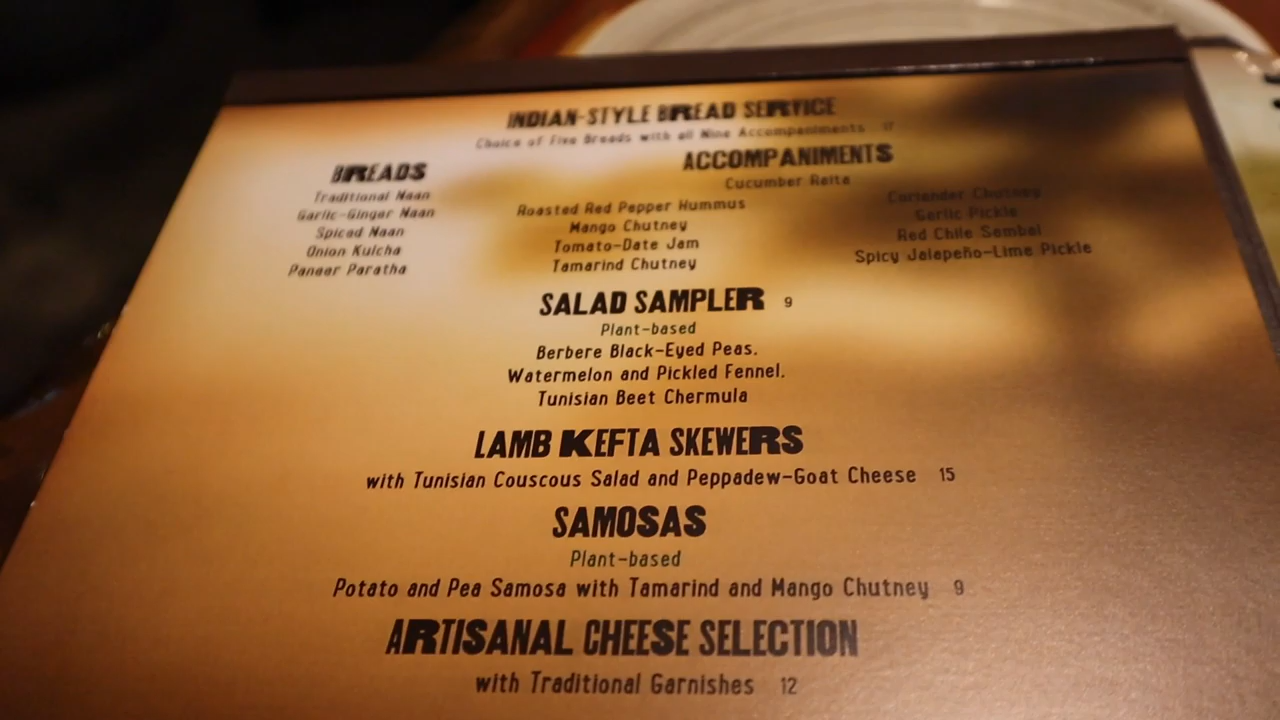 INDIAN-STYLE BREAD SERVICE
Choice of Five Breads with all Nine Accompaniments 17
BREADS
Traditional Naan
Garlic-Ginger Naan
Spiced Naan
Onion Kulcha
Paneer Paratha
ACCOMPANIMENTS
Cucumber Raita
Roasted Red Pepper Hummus
Mango Chutney
Tomato-Date Jam
Tamarind Chutney
Coriander Chutney
Garlic Pickle
Red Chile Sambal
Spicy Jalapeño-Lime Pickle
SALAD SAMPLER 9
Plant-based
Berbere Black-Eyed Peas.
Watermelon and Pickled Fennel.
Tunisian Beet Chermula
LAMB KEFTA SKEWERS
with Tunisian Couscous Salad and Peppadew-Goat Cheese 15
SAMOSAS
Plant-based
Potato and Pea Samosa with Tamarind and Mango Chutney 9
ARTISANAL CHEESE SELECTION
with Traditional Garnishes 12